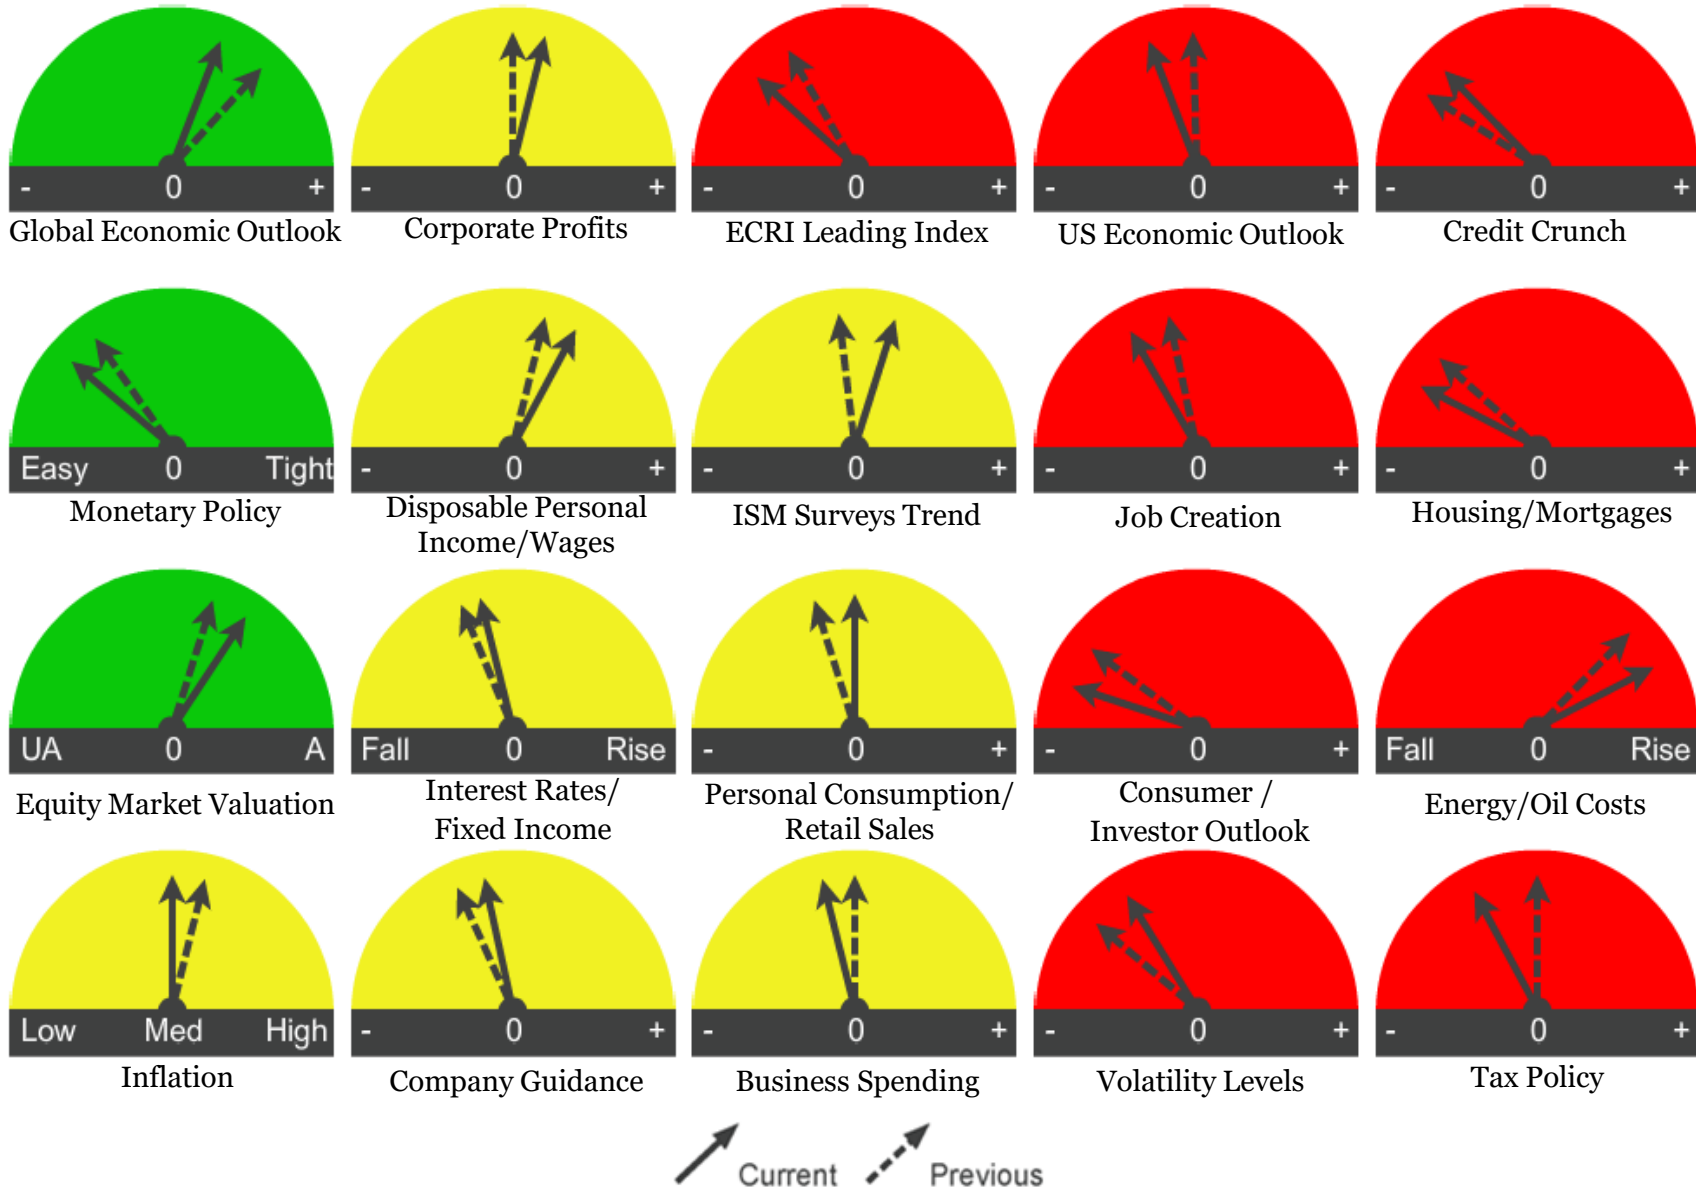 - 0 +
Global Economic Outlook
- 0 +
Corporate Profits
- 0 +
ECRI Leading Index
- 0 +
US Economic Outlook
- 0 +
Credit Crunch
Easy 0 Tight
Monetary Policy
- 0 +
Disposable Personal
Income/Wages
- 0 +
ISM Surveys Trend
- 0 +
Job Creation
- 0 +
Housing/Mortgages
UA 0 A
Equity Market Valuation
Fall 0 Rise
Interest Rates/
Fixed Income
- 0 +
Personal Consumption/
Retail Sales
- 0 +
Consumer /
Investor Outlook
Fall 0 Rise
Energy/Oil Costs
Low Med High
Inflation
- 0 +
Company Guidance
- 0 +
Business Spending
- 0 +
Volatility Levels
- 0 +
Tax Policy
Current Previous